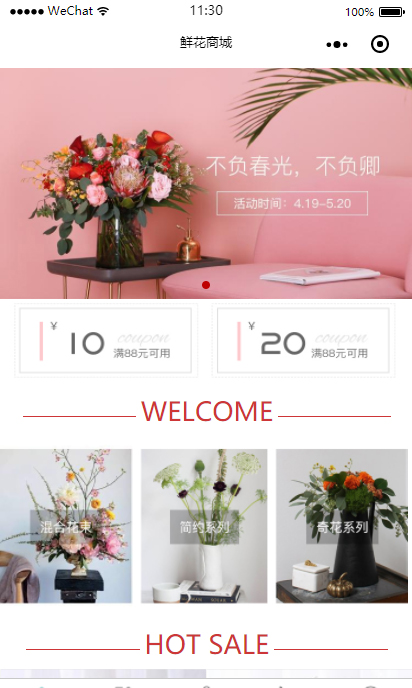 WeChat 11:30 100%
鲜花商城
不负春光，不负卿
活动时间：4.19-5.20
¥ 10 coupon 满88元可用
¥ 20 coupon 满88元可用
WELCOME
混合花束 简约系列 奇花系列
HOT SALE